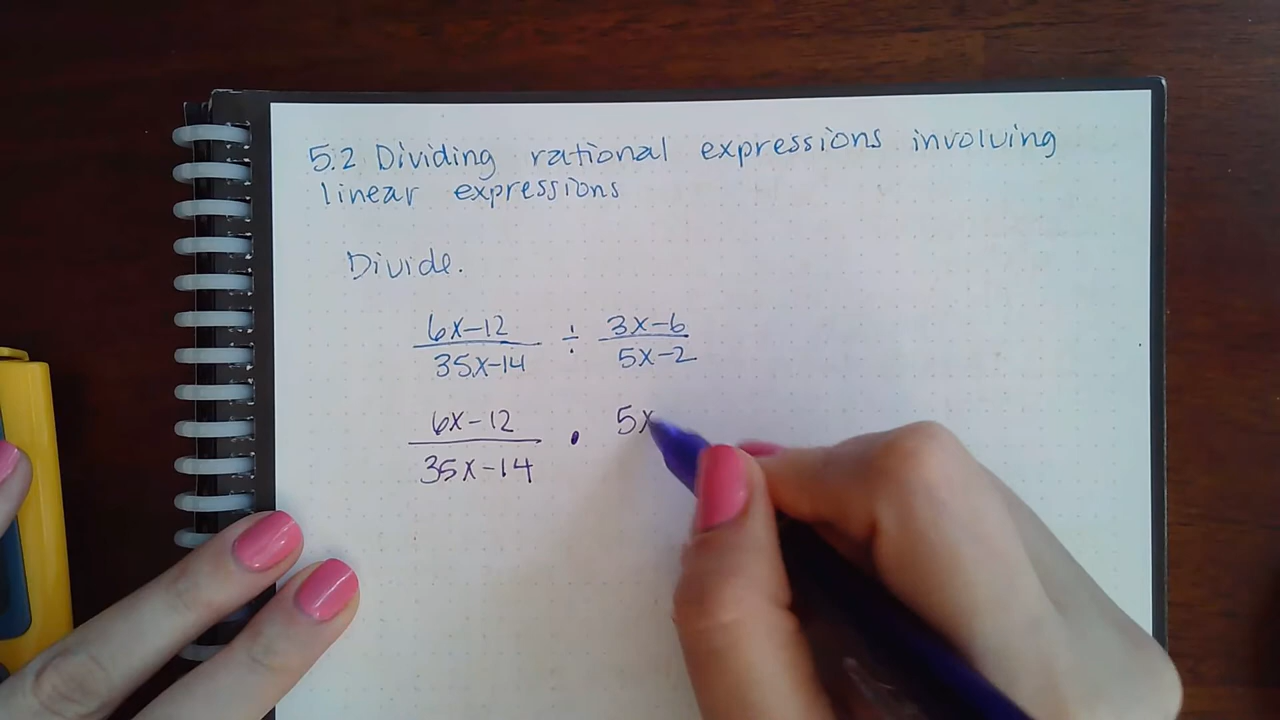 5.2 Dividing rational expressions involving
linear expressions
Divide.
6x-12 ÷ 3x-6
35x-14 5x-2
6x-12 • 5x
35x-14